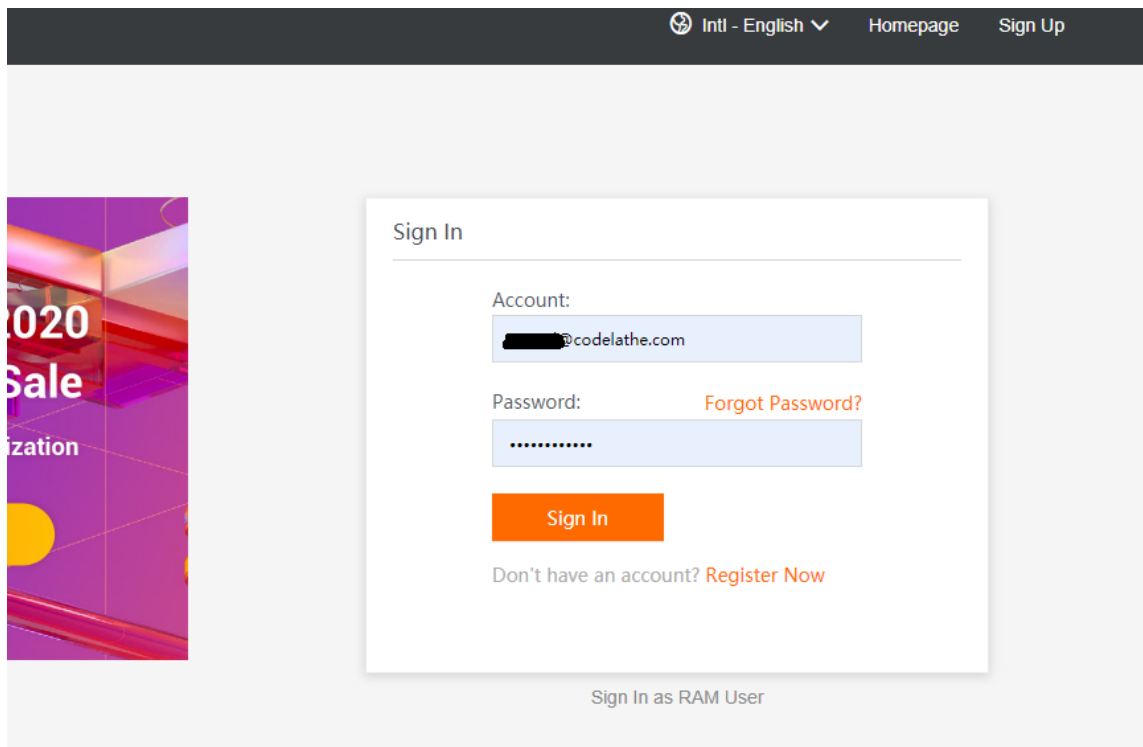 Intl - English
Homepage
Sign Up
020
Sale
ization
Sign In
Account:
@codelathe.com
Password:
Forgot Password?
••••••••••••
Sign In
Don't have an account? Register Now
Sign In as RAM User